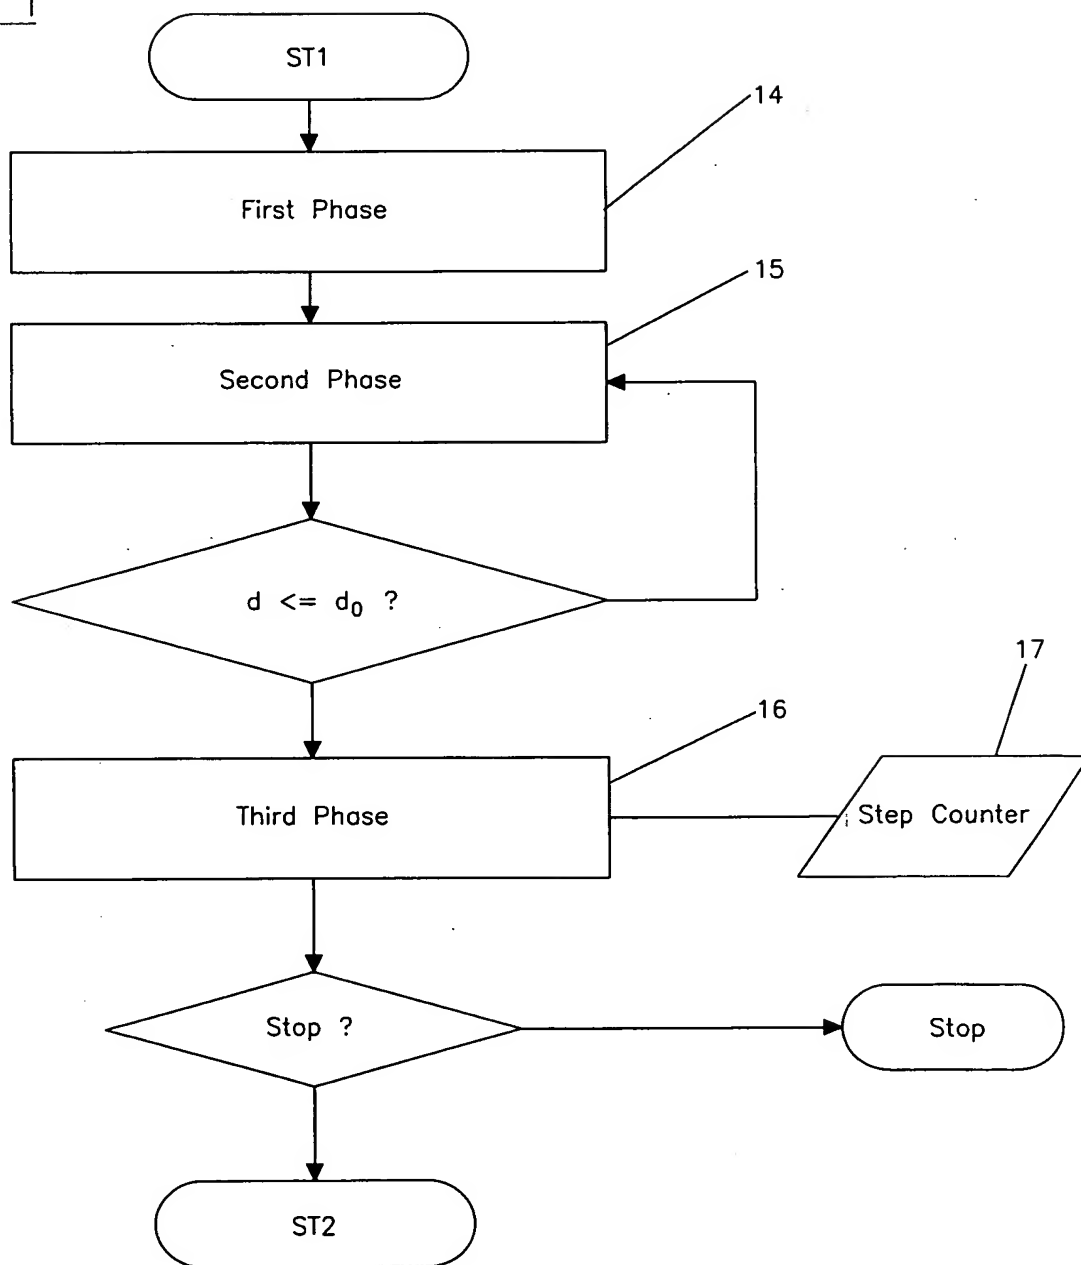 ST1
14
First Phase
15
Second Phase
d <= d₀ ?
17
16
Third Phase
Step Counter
Stop ?
Stop
ST2